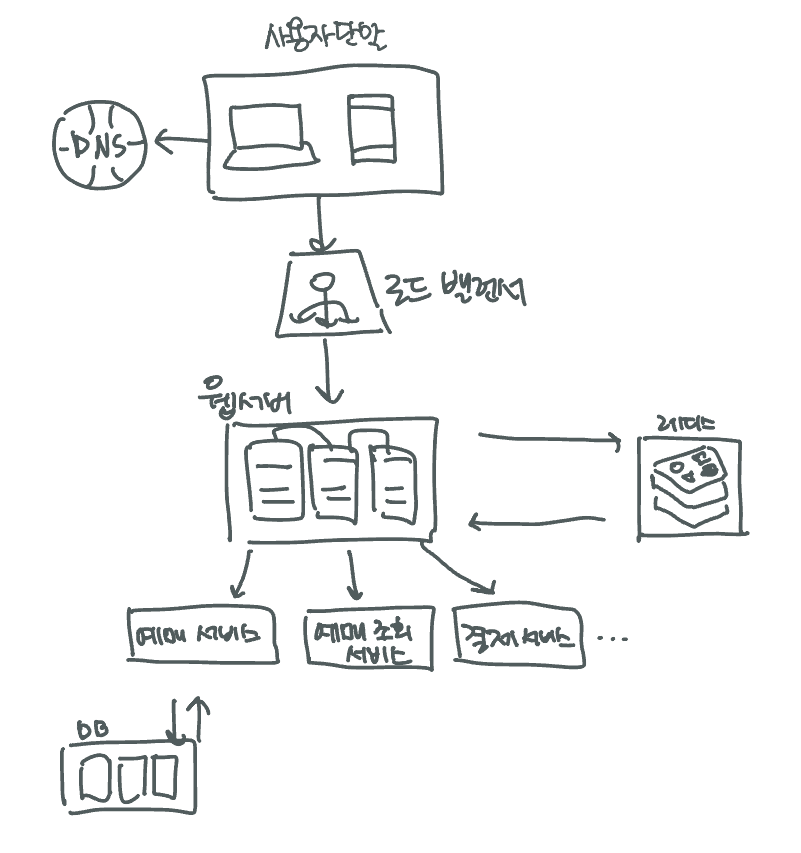 사용자단말
DNS
로드 밸런서
웹서버
레디스
예매 서비스
예매 조회
서비스
결제 서비스 ...
DB